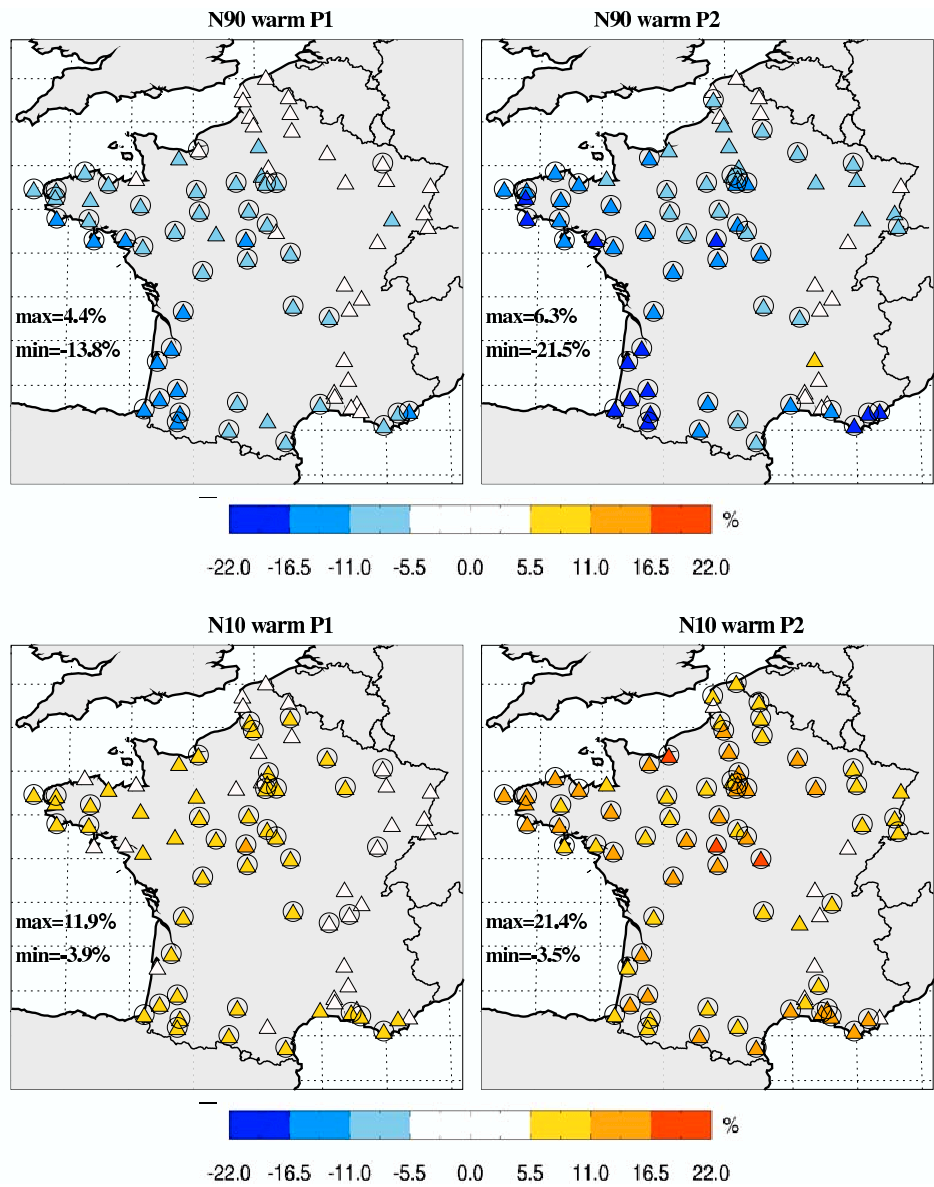 N90 warm P1
N90 warm P2
max=4.4%
min=-13.8%
max=6.3%
min=-21.5%
%
-22.0 -16.5 -11.0 -5.5 0.0 5.5 11.0 16.5 22.0
N10 warm P1
N10 warm P2
max=11.9%
min=-3.9%
max=21.4%
min=-3.5%
%
-22.0 -16.5 -11.0 -5.5 0.0 5.5 11.0 16.5 22.0